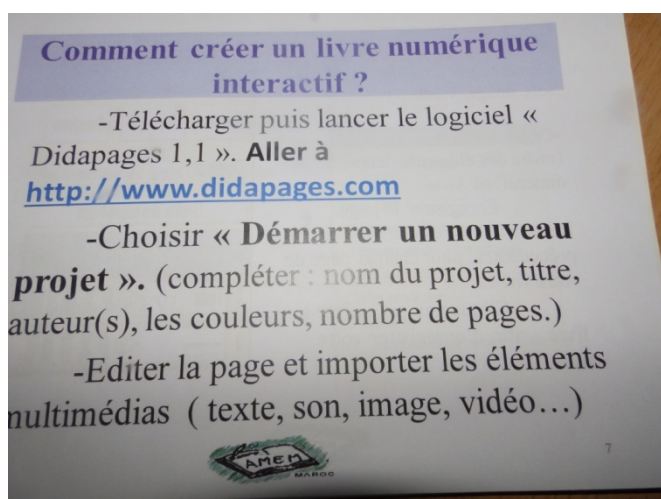 Comment créer un livre numérique
interactif ?
-Télécharger puis lancer le logiciel «
Didapages 1,1 ». Aller à
http://www.didapages.com
-Choisir « Démarrer un nouveau
projet ». (compléter : nom du projet, titre,
auteur(s), les couleurs, nombre de pages.)
-Editer la page et importer les éléments
multimédias ( texte, son, image, vidéo…)
AMEM
MAROC
7